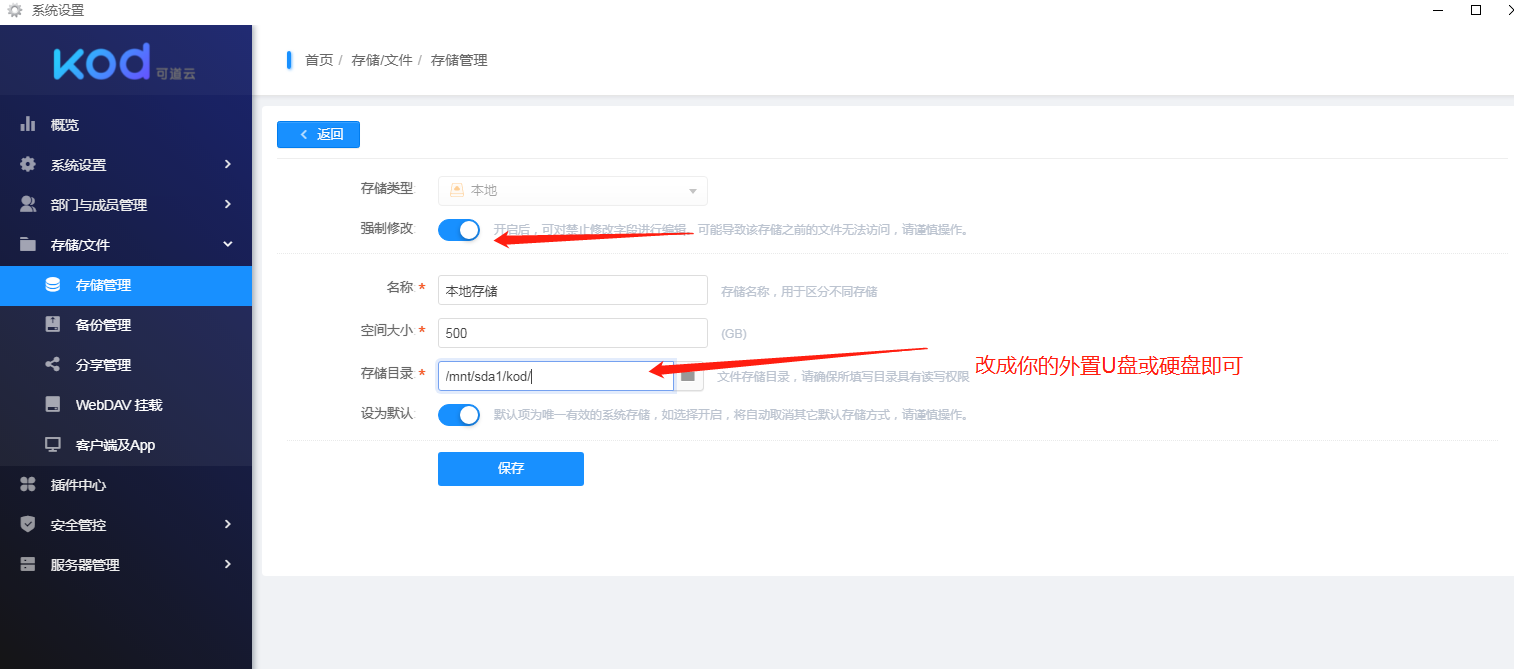 系统设置
kod 可道云
首页 / 存储/文件 / 存储管理
概览
系统设置
部门与成员管理
存储/文件
存储管理
备份管理
分享管理
WebDAV 挂载
客户端及App
插件中心
安全管控
服务器管理
返回
存储类型 本地
强制修改 开启后，可对禁止修改字段进行编辑。可能导致该存储之前的文件无法访问，请谨慎操作。
名称 * 本地存储 存储名称，用于区分不同存储
空间大小 * 500 (GB)
存储目录 * /mnt/sda1/kod/ 文件存储目录，请确保所填写目录具有读写权限
改成你的外置U盘或硬盘即可
设为默认 默认项为唯一有效的系统存储，如选择开启，将自动取消其它默认存储方式，请谨慎操作。
保存